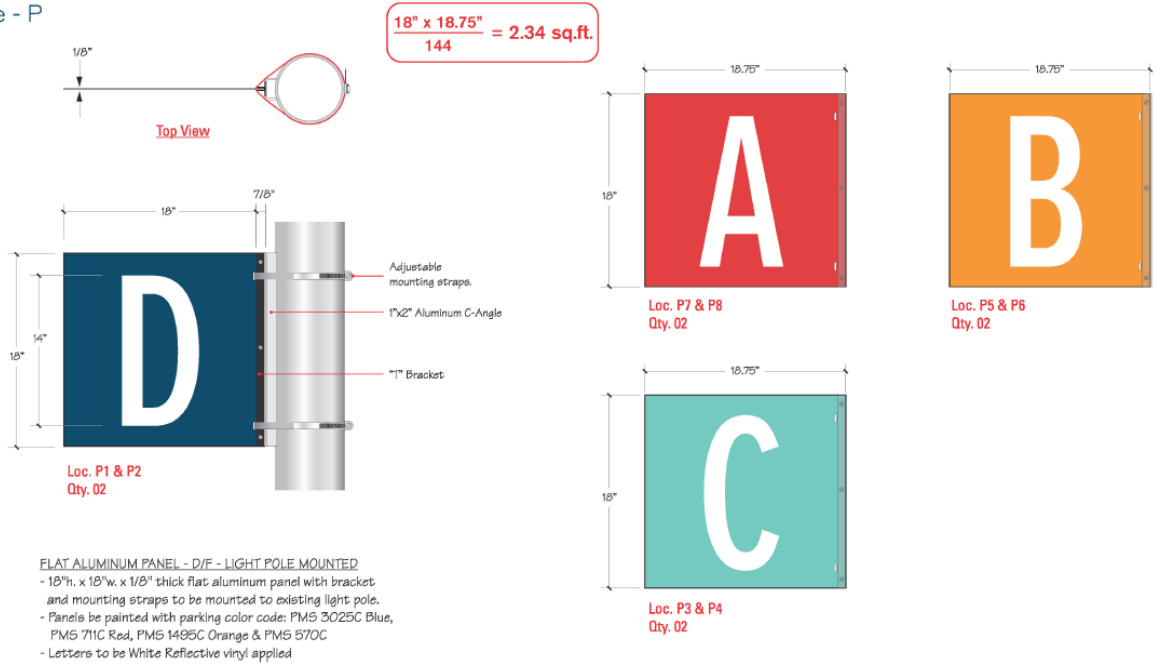 e - P
18" x 18.75"
144
= 2.34 sq.ft.
1/8"
Top View
18"
7/8"
18"
14"
D
Adjustable
mounting straps.
1"X2" Aluminum C-Angle
"T" Bracket
Loc. P1 & P2
Qty. 02
18.75"
18"
A
Loc. P7 & P8
Qty. 02
18.75"
B
Loc. P5 & P6
Qty. 02
18.75"
18"
C
Loc. P3 & P4
Qty. 02
FLAT ALUMINUM PANEL - D/F - LIGHT POLE MOUNTED
- 18"h. x 18"w. x 1/8" thick flat aluminum panel with bracket
and mounting straps to be mounted to existing light pole.
- Panels be painted with parking color code: PMS 3025C Blue,
PMS 711C Red, PMS 1495C Orange & PMS 570C
- Letters to be White Reflective vinyl applied